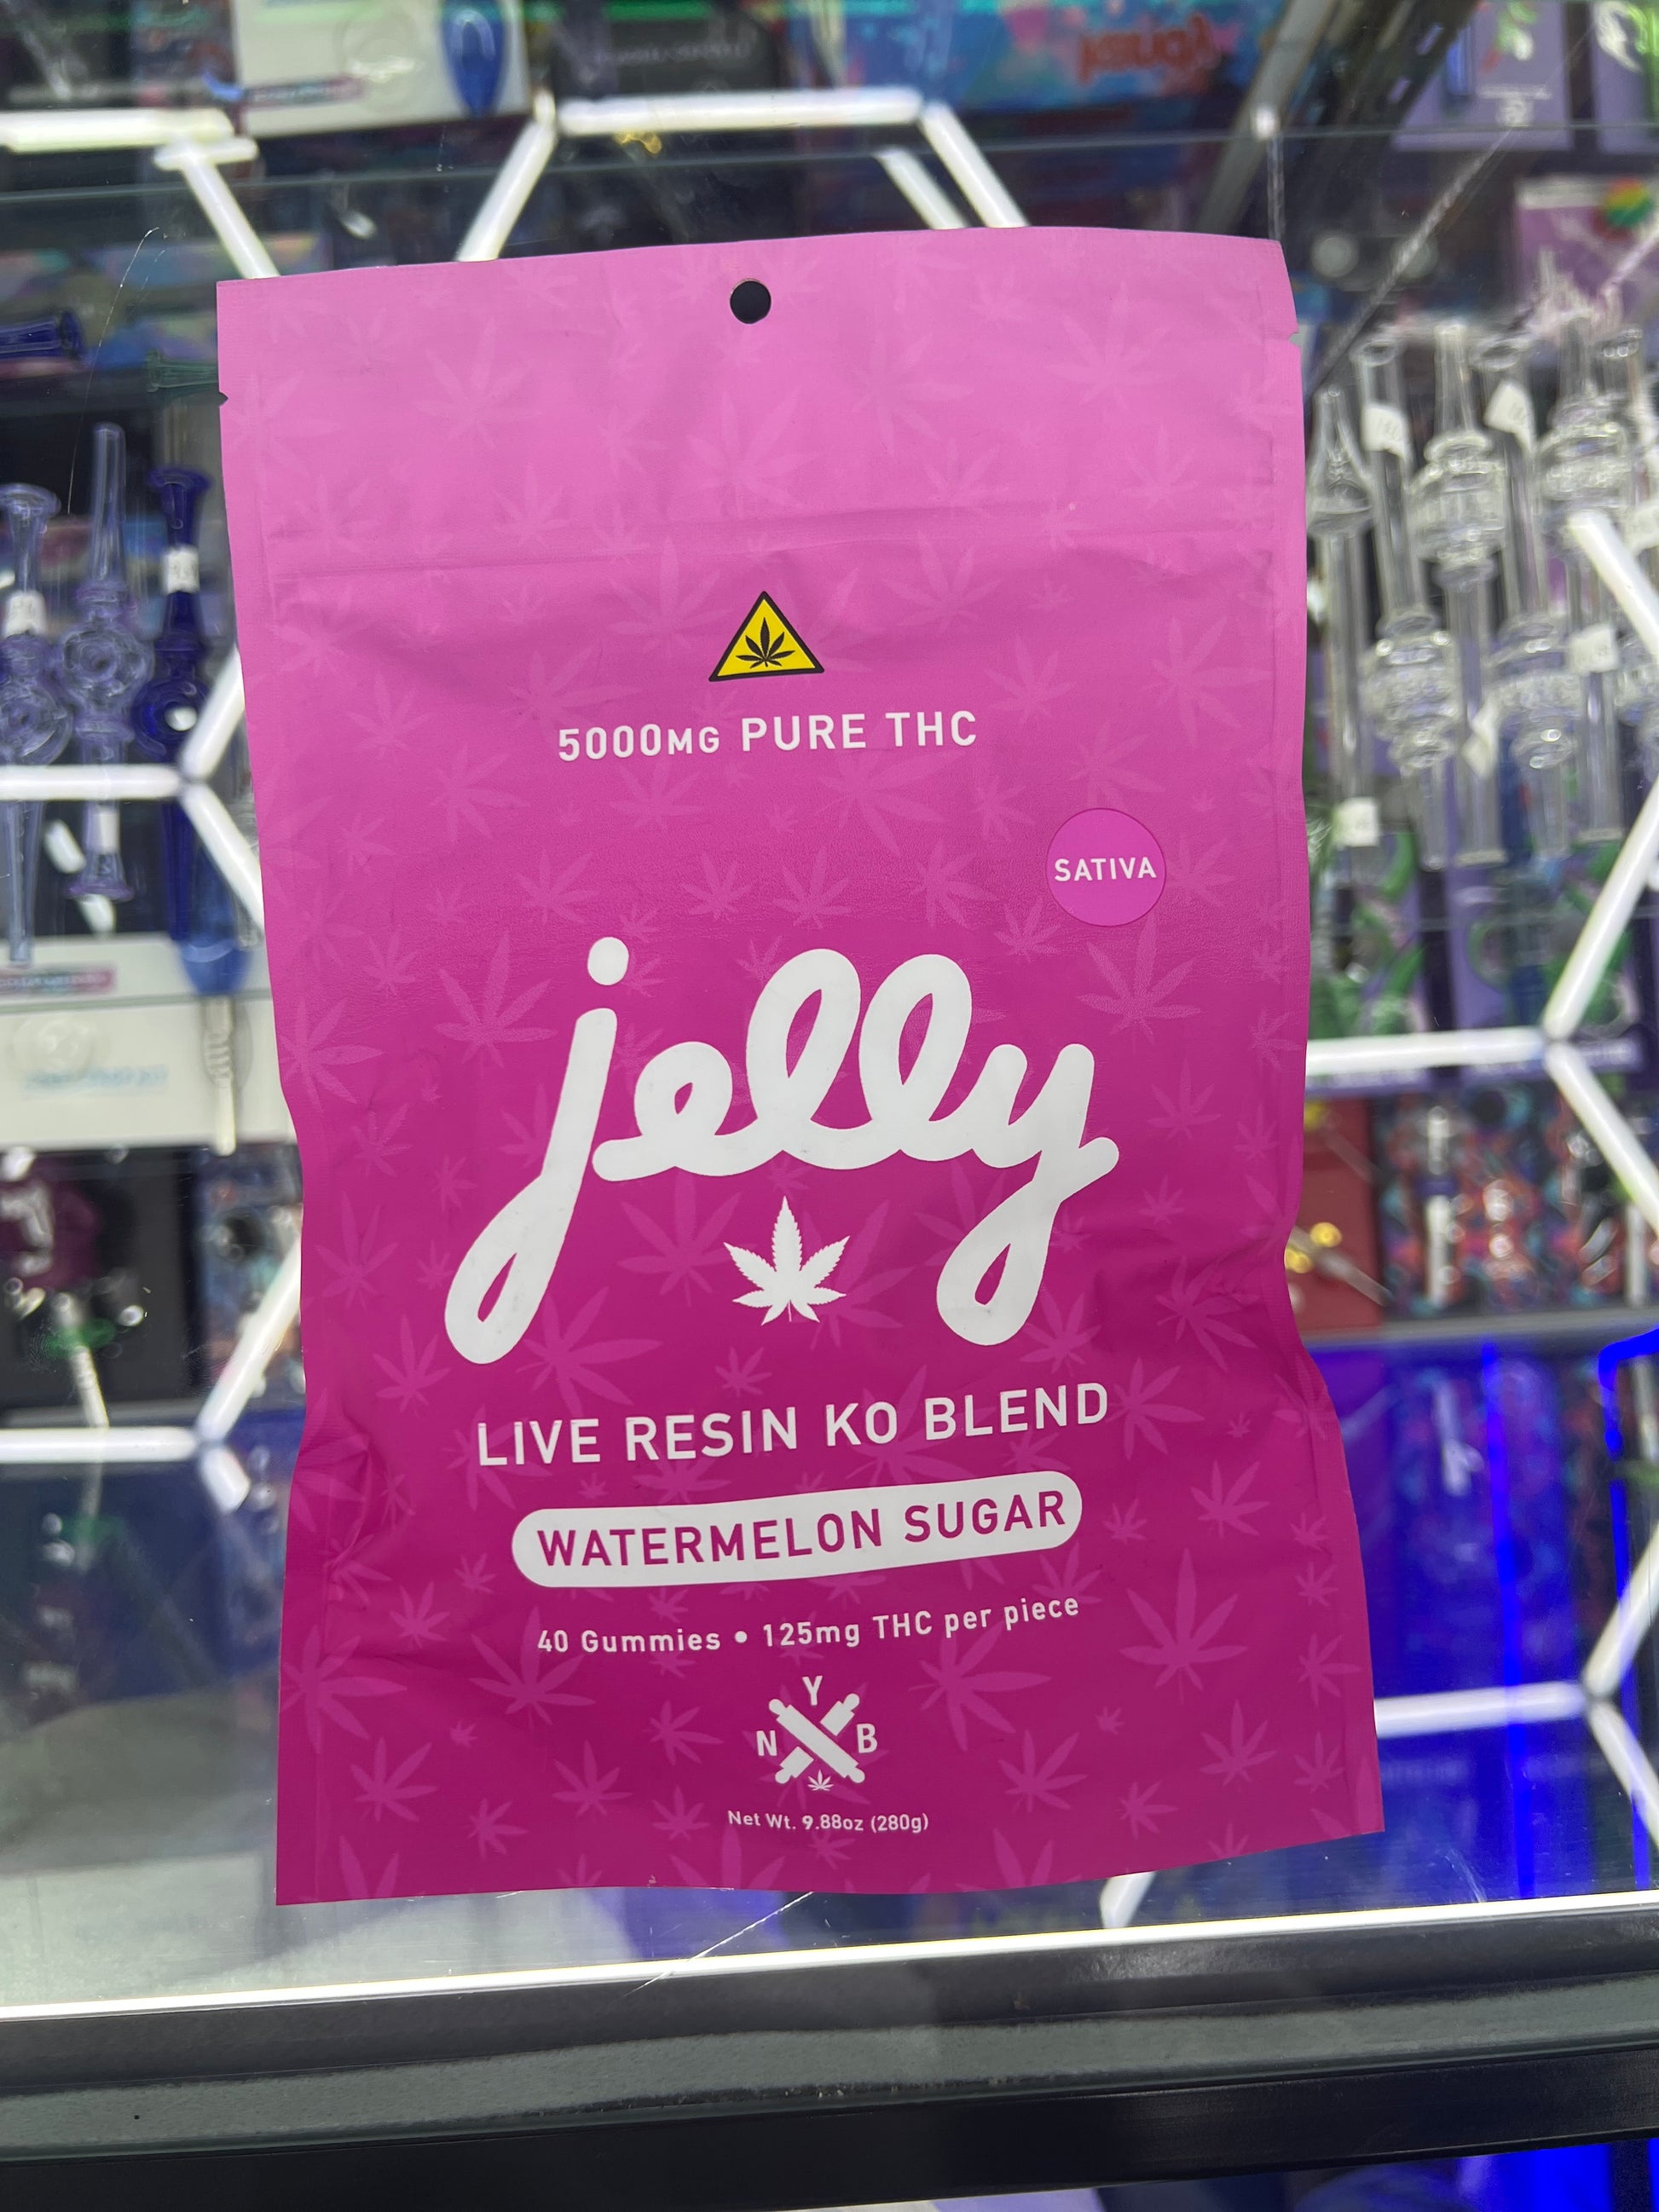 5000MG PURE THC
SATIVA
jelly
LIVE RESIN KO BLEND
WATERMELON SUGAR
40 Gummies • 125mg THC per piece
Y
N B
Net Wt. 9.88oz (280g)